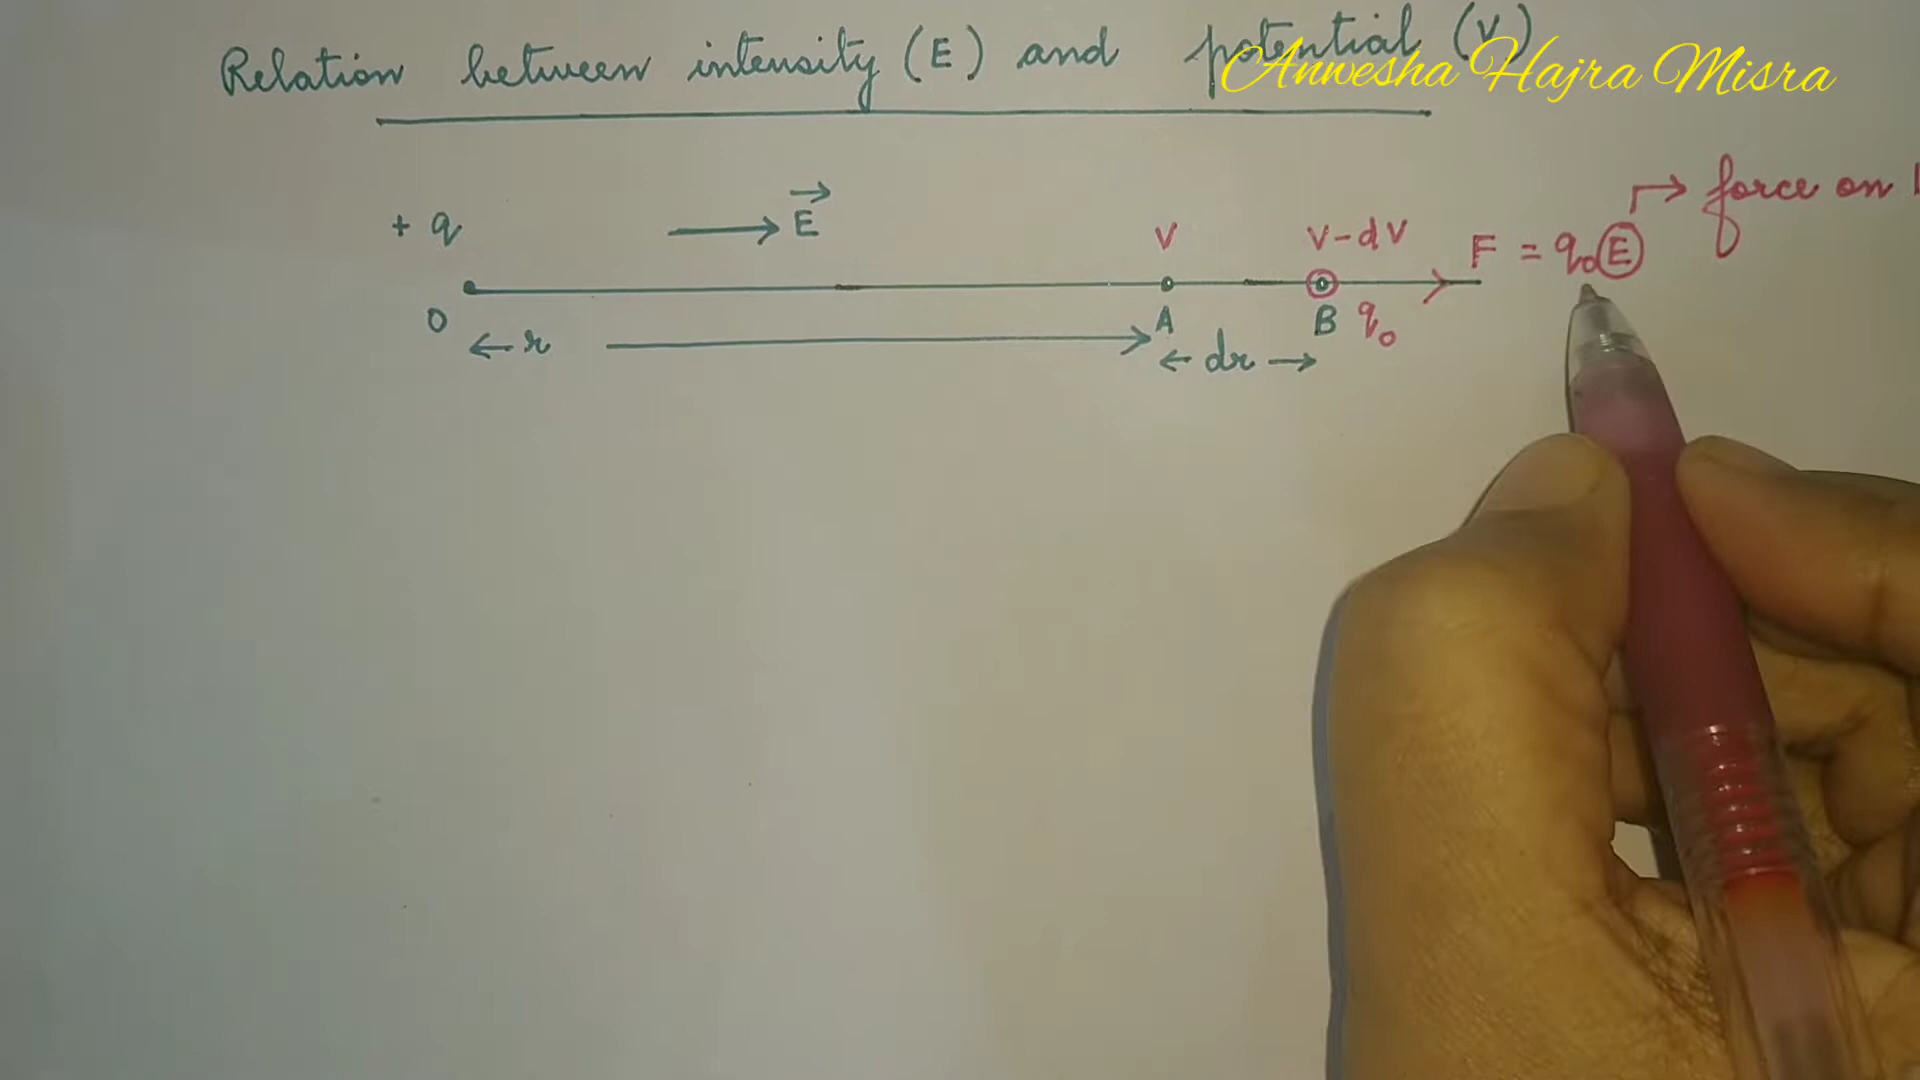 Relation between intensity (E) and potential (V)
Anwesha Hajra Misra
force on
+ q E V V-dV F = q₀E
O A B q₀
r dr